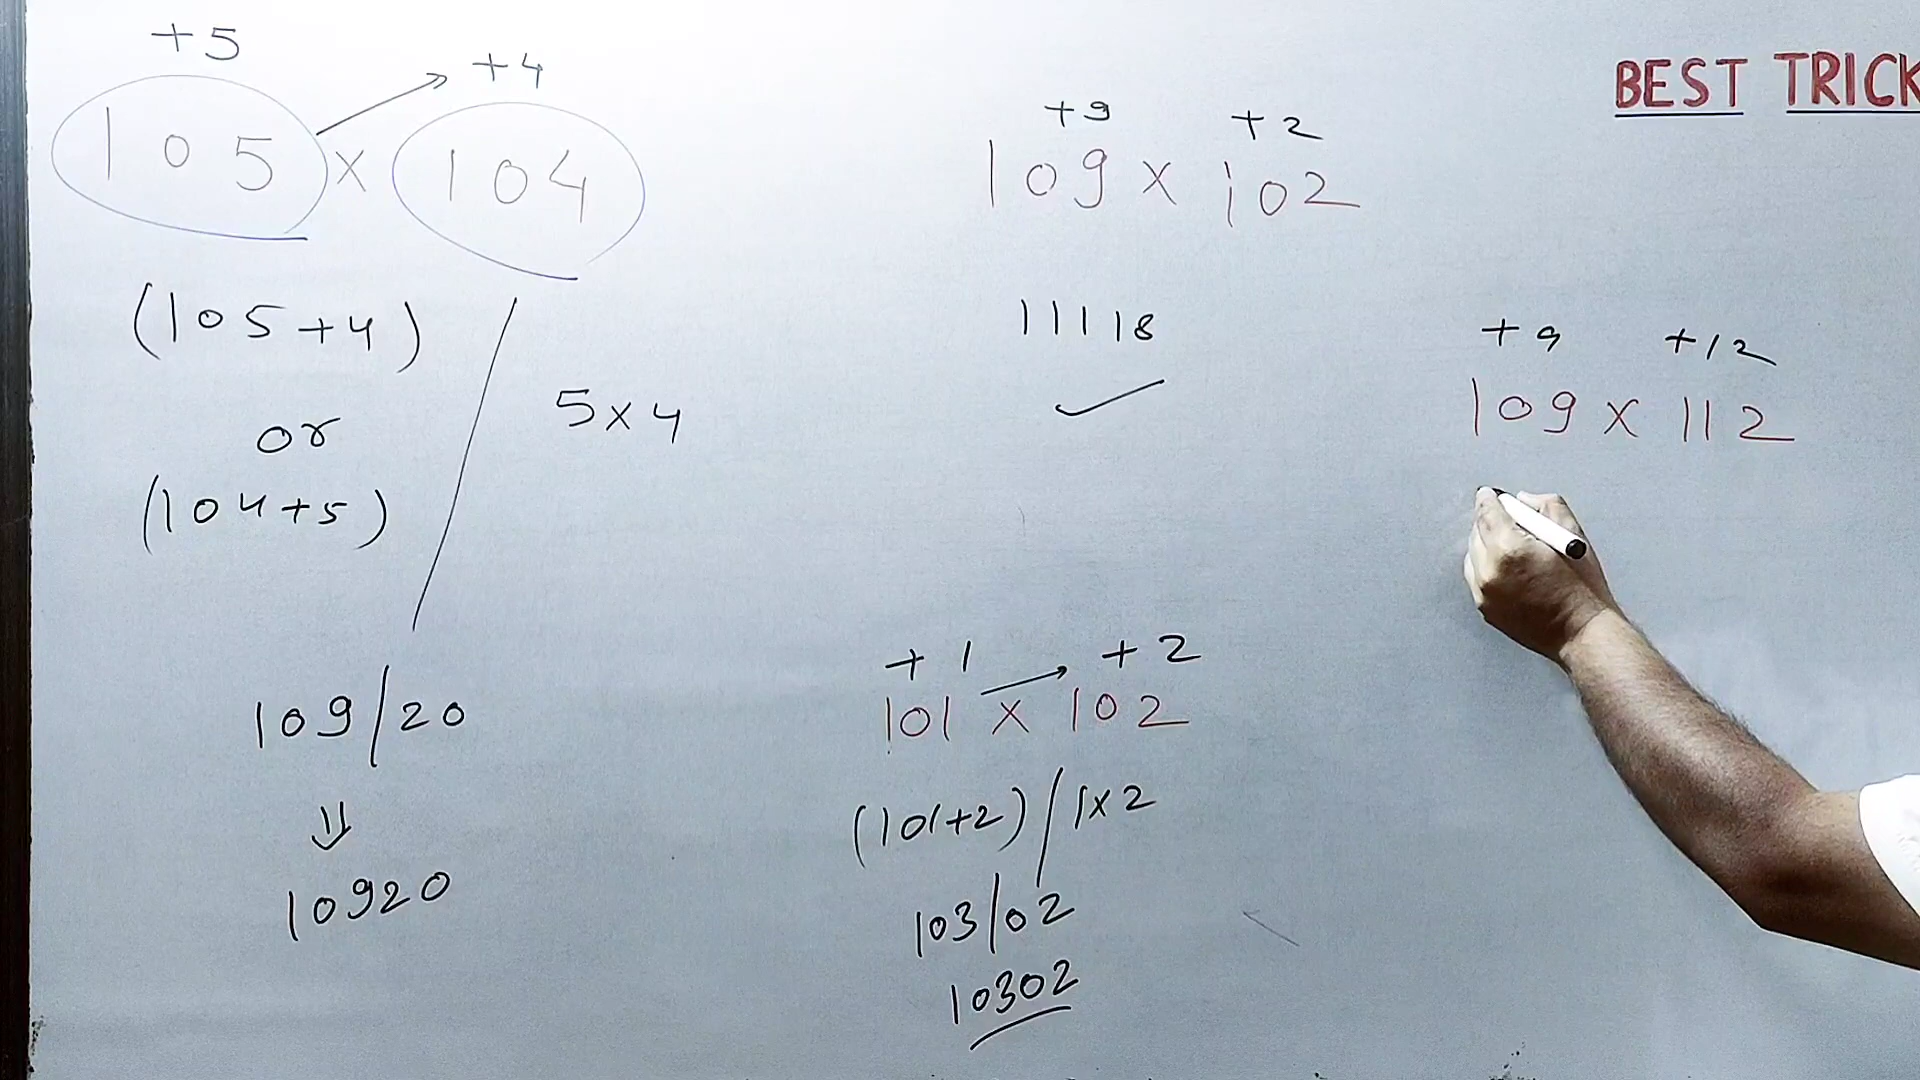 +5 +4
105 x 104
(105+4)
or
(104+5)
5x4
109/20
⇓
10920
+9 +2
109 x 102
11118
✓
+1 +2
101 x 102
(101+2)/1x2
103/02
10302
BEST TRICK
+9 +12
109 x 112